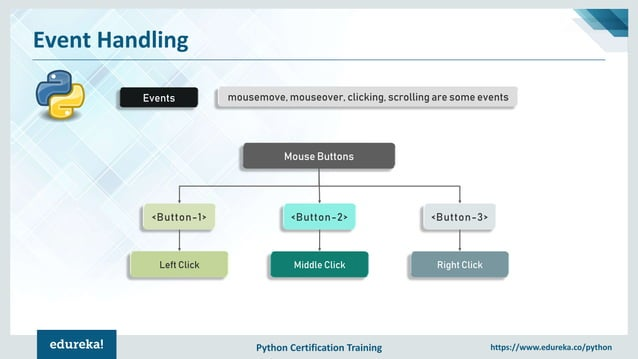 Event Handling
Events
mousemove, mouseover, clicking, scrolling are some events
Mouse Buttons
<Button-1>
<Button-2>
<Button-3>
Left Click
Middle Click
Right Click
edureka!
Python Certification Training
https://www.edureka.co/python